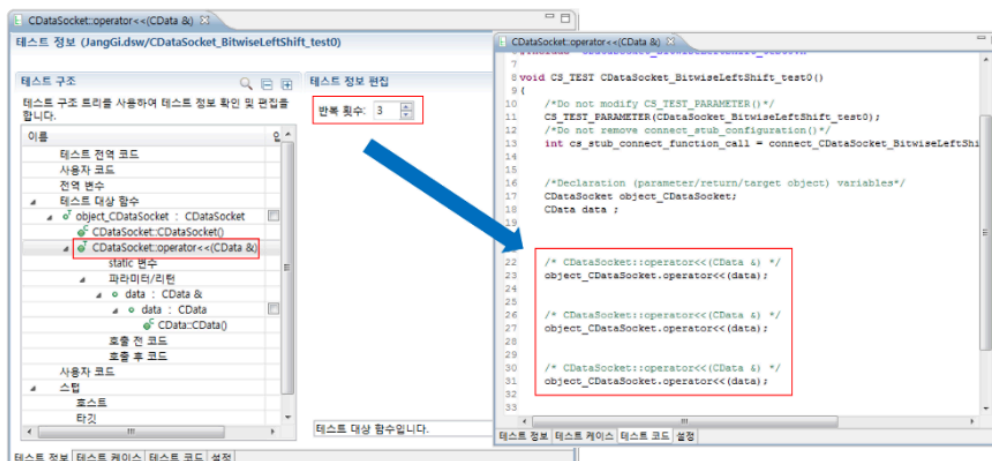 CDataSocket::operator<<(CData &)
테스트 정보 (JangGi.dsw/CDataSocket_BitwiseLeftShift_test0)
테스트 구조
테스트 구조 트리를 사용하여 테스트 정보 확인 및 편집을
합니다.
이름
테스트 전역 코드
사용자 코드
전역 변수
테스트 대상 함수
object_CDataSocket : CDataSocket
CDataSocket::CDataSocket()
CDataSocket::operator<<(CData &)
static 변수
파라미터/리턴
data : CData &
data : CData
CData::CData()
호출 전 코드
호출 후 코드
사용자 코드
스텁
호스트
타깃
테스트 정보 편집
반복 횟수: 3
테스트 대상 함수입니다.
테스트 정보 테스트 케이스 테스트 코드 설정
CDataSocket::operator<<(CData &)
7
8 void CS_TEST CDataSocket_BitwiseLeftShift_test0()
9 {
10 /*Do not modify CS_TEST_PARAMETER()*/
11 CS_TEST_PARAMETER(CDataSocket_BitwiseLeftShift_test0);
12 /*Do not remove connect_stub_configuration()*/
13 int cs_stub_connect_function_call = connect_CDataSocket_BitwiseLeftShi
14
15
16 /*Declaration (parameter/return/target object) variables*/
17 CDataSocket object_CDataSocket;
18 CData data ;
19
22 /* CDataSocket::operator<<(CData &) */
23 object_CDataSocket.operator<<(data);
24
25
26 /* CDataSocket::operator<<(CData &) */
27 object_CDataSocket.operator<<(data);
28
29
30 /* CDataSocket::operator<<(CData &) */
31 object_CDataSocket.operator<<(data);
32
33
테스트 정보 테스트 케이스 테스트 코드 설정